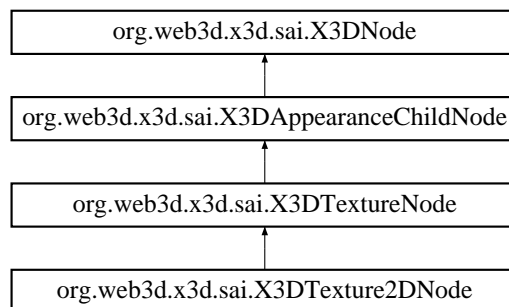 org.web3d.x3d.sai.X3DNode
org.web3d.x3d.sai.X3DAppearanceChildNode
org.web3d.x3d.sai.X3DTextureNode
org.web3d.x3d.sai.X3DTexture2DNode